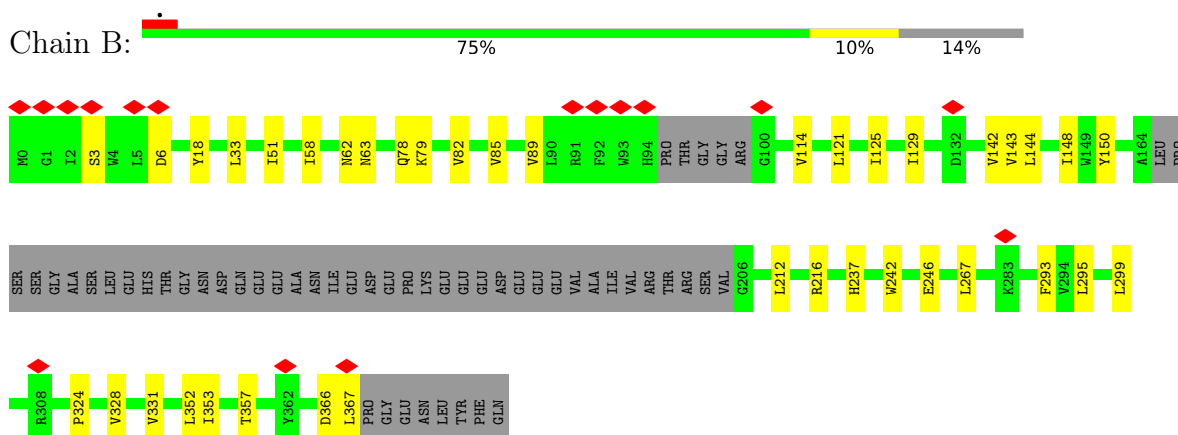 Chain B:
75% 10% 14%
M0 G1 I2 S3 W4 L5 D6 Y18 L33 I51 I58 N62 N63 Q78 K79 V82 V85 V89 L90 R91 F92 W93 H94 PRO THR GLY GLY ARG G100 V114 L121 I125 I129 D132 V142 V143 L144 I148 W149 Y150 A164 LEU PRO
SER SER GLY ALA SER LEU GLU HIS THR GLY ASN ASP GLN GLU GLU ALA ASN ILE GLU ASP GLU PRO LYS GLU GLU GLU ASP GLU GLU GLU VAL ALA ILE VAL ARG THR ARG SER VAL G206 L212 R216 H237 W242 E246 L267 K283 F293 V294 L295 L299
R308 P324 V328 V331 L352 I353 T357 Y362 D366 L367 PRO GLY GLU ASN LEU TYR PHE GLN